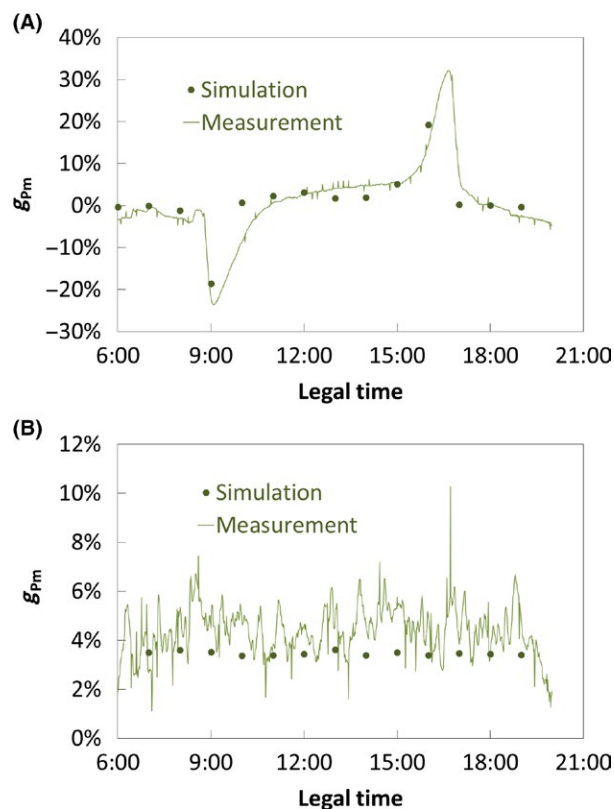 (A)
40%
30%
20%
10%
0%
−10%
−20%
−30%
gPm
Simulation
Measurement
6:00 9:00 12:00 15:00 18:00 21:00
Legal time
(B)
12%
10%
8%
6%
4%
2%
0%
gPm
Simulation
Measurement
6:00 9:00 12:00 15:00 18:00 21:00
Legal time